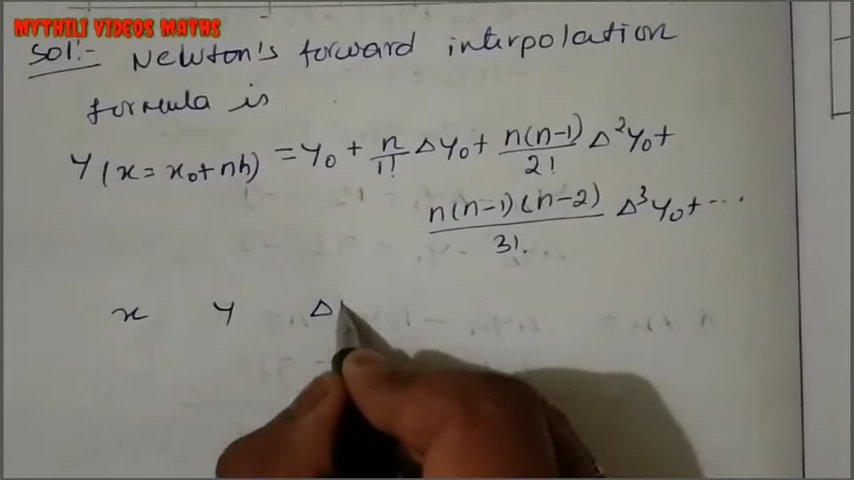 MYTHILI VIDEOS MATHS
Sol:- Newton's forward interpolation
formula is
Y(x = x₀+nh) = Y₀ + n/1! ΔY₀ + n(n-1)/2! Δ²Y₀+
n(n-1)(n-2)/3! Δ³Y₀+ ...
x Y Δ